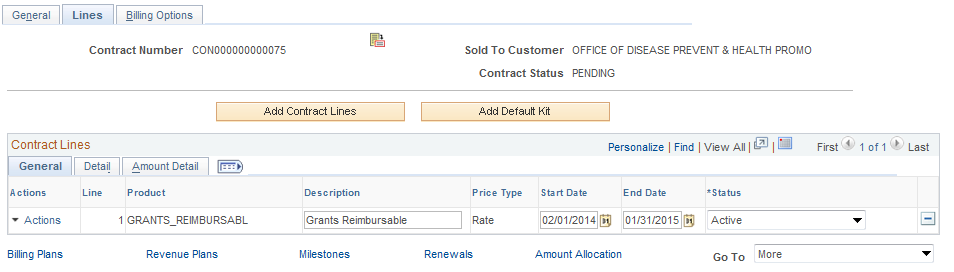 General Lines Billing Options
Contract Number CON000000000075 Sold To Customer OFFICE OF DISEASE PREVENT & HEALTH PROMO
Contract Status PENDING
Add Contract Lines Add Default Kit
Contract Lines Personalize | Find | View All | | First 1 of 1 Last
General Detail Amount Detail
Actions Line Product Description Price Type Start Date End Date *Status
Actions 1 GRANTS_REIMBURSABL Grants Reimbursable Rate 02/01/2014 01/31/2015 Active
Billing Plans Revenue Plans Milestones Renewals Amount Allocation Go To More